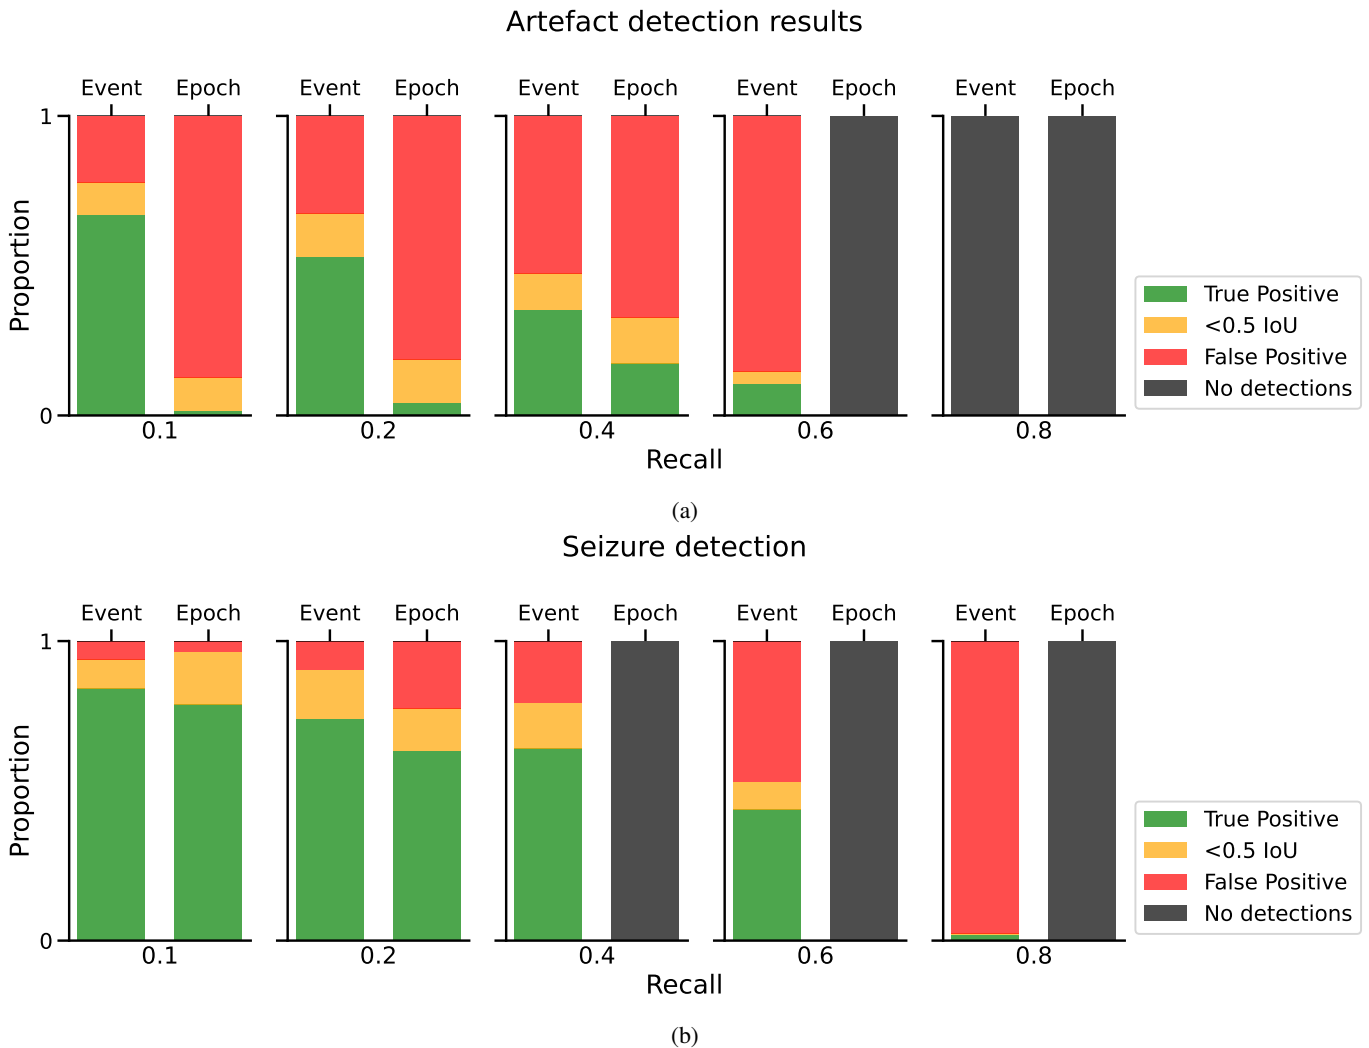 Artefact detection results
Event Epoch Event Epoch Event Epoch Event Epoch Event Epoch
1
Proportion
0
True Positive
<0.5 IoU
False Positive
No detections
0.1 0.2 0.4 0.6 0.8
Recall
(a)
Seizure detection
Event Epoch Event Epoch Event Epoch Event Epoch Event Epoch
1
Proportion
0
True Positive
<0.5 IoU
False Positive
No detections
0.1 0.2 0.4 0.6 0.8
Recall
(b)